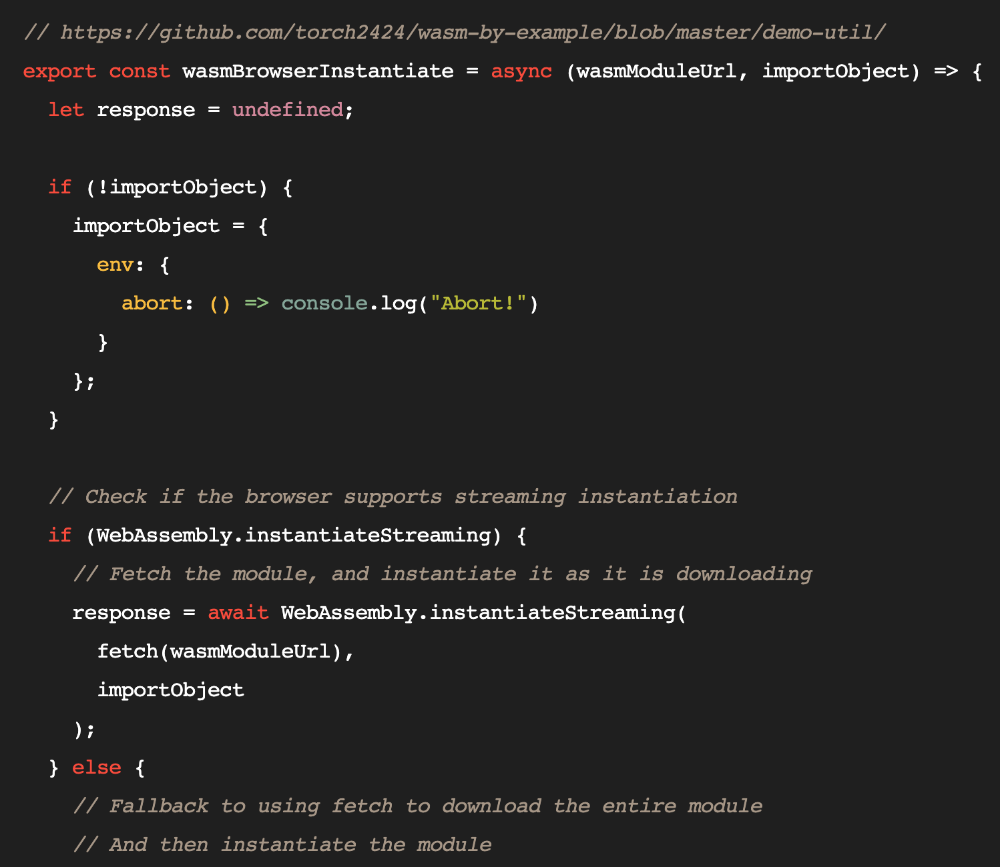 // https://github.com/torch2424/wasm-by-example/blob/master/demo-util/
export const wasmBrowserInstantiate = async (wasmModuleUrl, importObject) => {
  let response = undefined;

  if (!importObject) {
    importObject = {
      env: {
        abort: () => console.log("Abort!")
      }
    };
  }

  // Check if the browser supports streaming instantiation
  if (WebAssembly.instantiateStreaming) {
    // Fetch the module, and instantiate it as it is downloading
    response = await WebAssembly.instantiateStreaming(
      fetch(wasmModuleUrl),
      importObject
    );
  } else {
    // Fallback to using fetch to download the entire module
    // And then instantiate the module